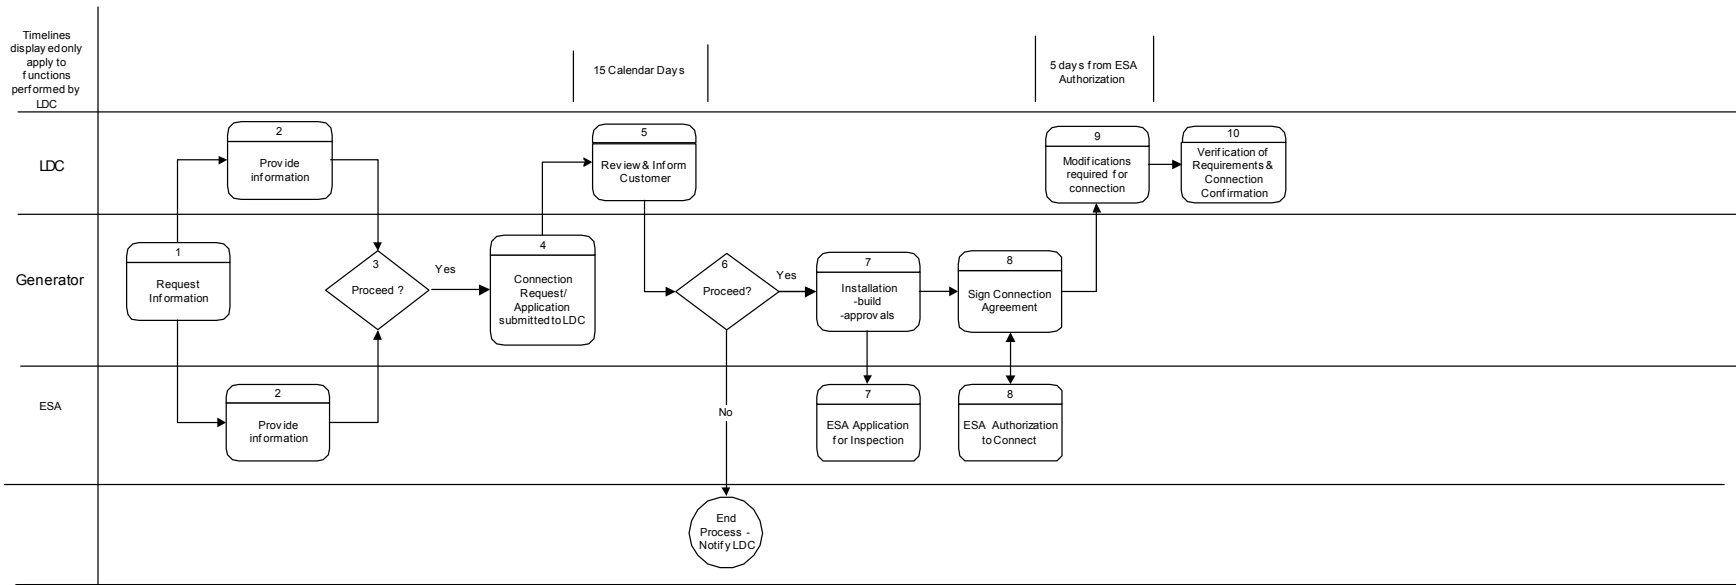 Timelines
displayed only
apply to
functions
performed by
LDC
15 Calendar Days
5 days from ESA
Authorization
LDC
2
Provide
information
5
Review & Inform
Customer
9
Modifications
required for
connection
10
Verification of
Requirements &
Connection
Confirmation
Generator
1
Request
Information
3
Proceed ?
Yes
4
Connection
Request/
Application
submitted to LDC
6
Proceed?
Yes
7
Installation
-build
-approvals
8
Sign Connection
Agreement
ESA
2
Provide
information
No
7
ESA Application
for Inspection
8
ESA Authorization
to Connect
End
Process -
Notify LDC